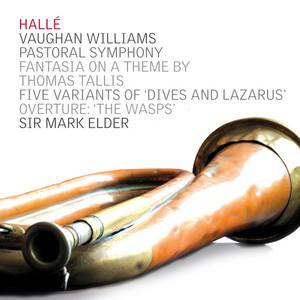 HALLÉ
VAUGHAN WILLIAMS
PASTORAL SYMPHONY
FANTASIA ON A THEME BY
THOMAS TALLIS
FIVE VARIANTS OF ‘DIVES AND LAZARUS’
OVERTURE: ‘THE WASPS’
SIR MARK ELDER